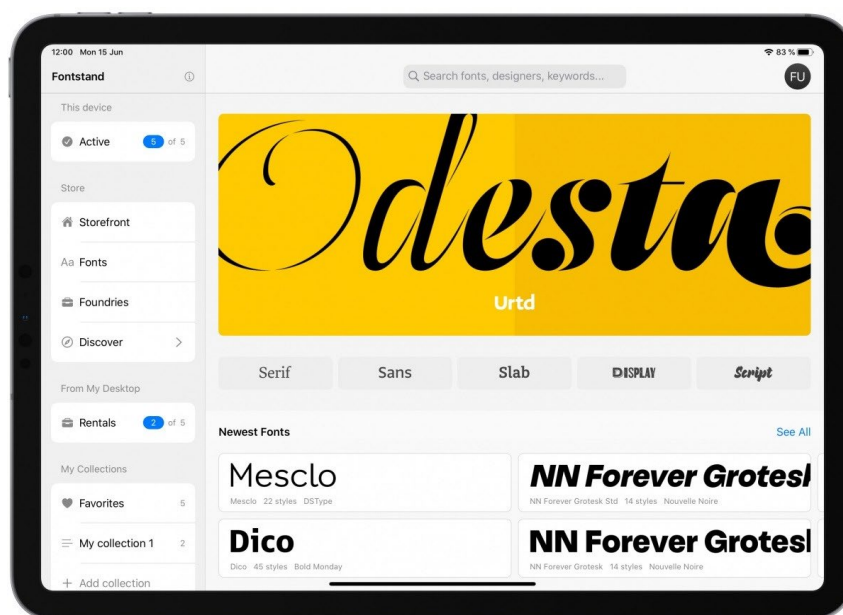 12:00 Mon 15 Jun
83 %
Fontstand
Search fonts, designers, keywords...
FU
This device
Active 5 of 5
Store
Storefront
Aa Fonts
Foundries
Discover
From My Desktop
Rentals 2 of 5
My Collections
Favorites 5
My collection 1 2
+ Add collection
Odesta
Urtd
Serif Sans Slab DISPLAY Script
Newest Fonts See All
Mesclo
Mesclo 22 styles DSType
NN Forever Grotesk
NN Forever Grotesk Std 14 styles Nouvelle Noire
Dico
Dico 45 styles Bold Monday
NN Forever Grotesk
NN Forever Grotesk 14 styles Nouvelle Noire